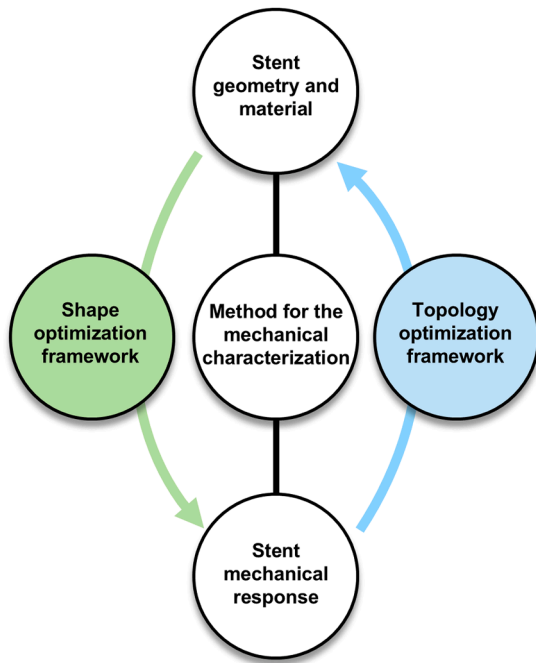 Stent
geometry and
material
Shape
optimization
framework
Method for the
mechanical
characterization
Topology
optimization
framework
Stent
mechanical
response